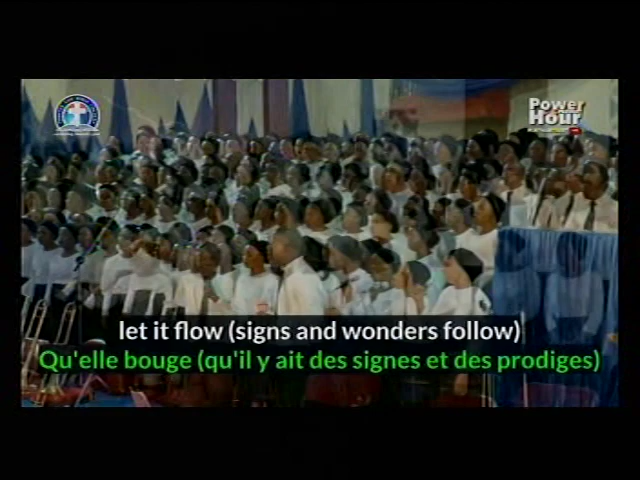 Power
Hour
let it flow (signs and wonders follow)
Qu'elle bouge (qu'il y ait des signes et des prodiges)